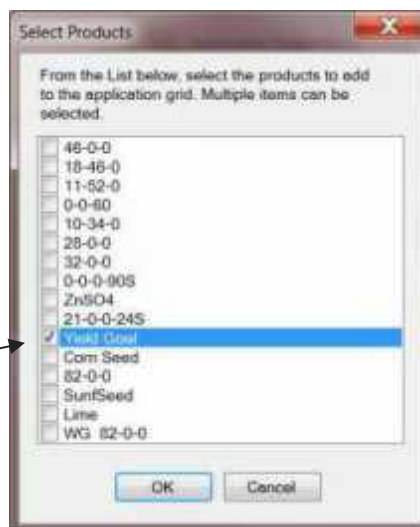 Select Products
From the List below, select the products to add
to the application grid. Multiple items can be
selected.
46-0-0
18-46-0
11-52-0
0-0-60
10-34-0
28-0-0
32-0-0
0-0-0-90S
ZnSO4
21-0-0-24S
Yield Goal
Corn Seed
82-0-0
SunfSeed
Lime
WG 82-0-0
OK
Cancel